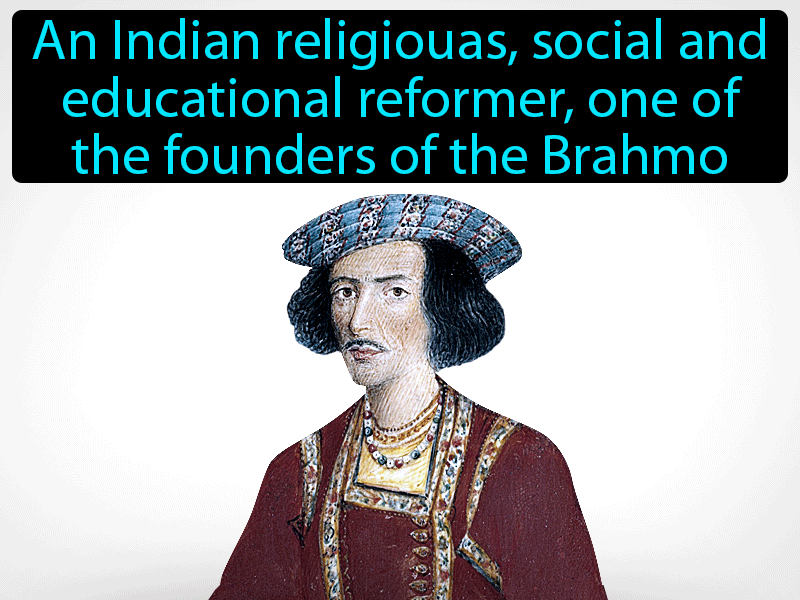 An Indian religiouas, social and
educational reformer, one of
the founders of the Brahmo